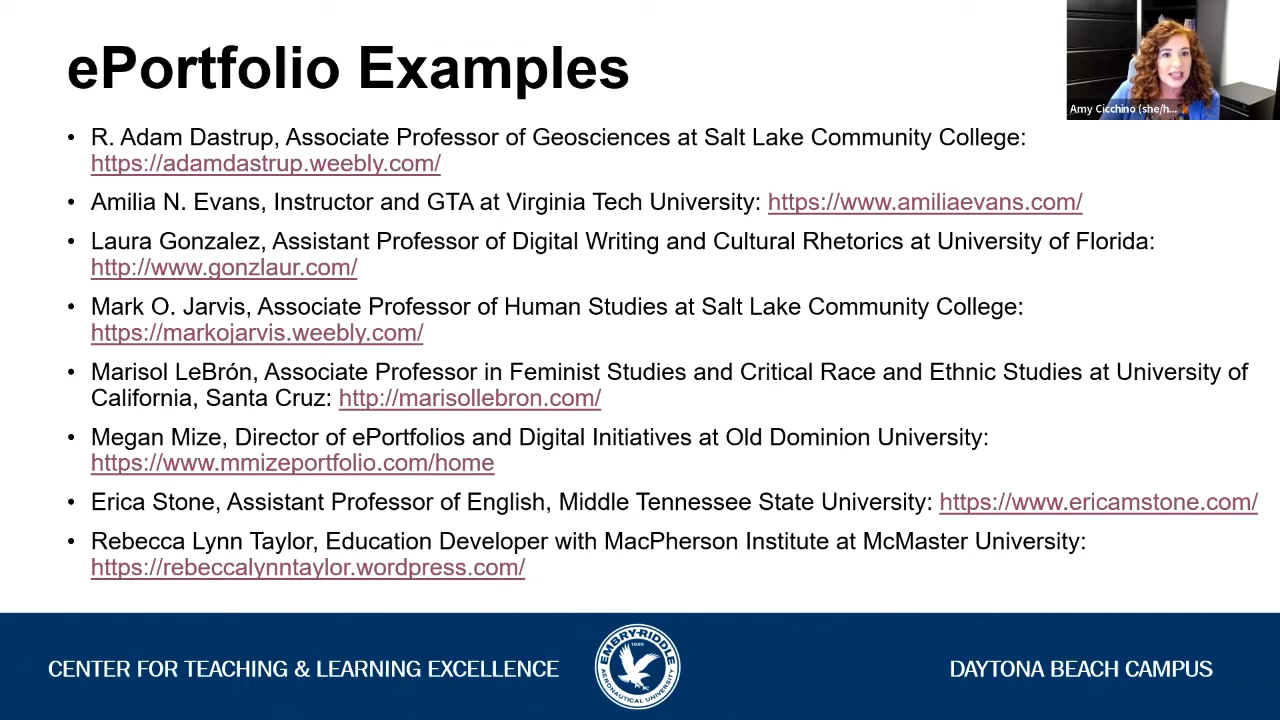 ePortfolio Examples
Amy Cicchino (she/h...
• R. Adam Dastrup, Associate Professor of Geosciences at Salt Lake Community College:
https://adamdastrup.weebly.com/
• Amilia N. Evans, Instructor and GTA at Virginia Tech University: https://www.amiliaevans.com/
• Laura Gonzalez, Assistant Professor of Digital Writing and Cultural Rhetorics at University of Florida:
http://www.gonzlaur.com/
• Mark O. Jarvis, Associate Professor of Human Studies at Salt Lake Community College:
https://markojarvis.weebly.com/
• Marisol LeBrón, Associate Professor in Feminist Studies and Critical Race and Ethnic Studies at University of
California, Santa Cruz: http://marisollebron.com/
• Megan Mize, Director of ePortfolios and Digital Initiatives at Old Dominion University:
https://www.mmizeportfolio.com/home
• Erica Stone, Assistant Professor of English, Middle Tennessee State University: https://www.ericamstone.com/
• Rebecca Lynn Taylor, Education Developer with MacPherson Institute at McMaster University:
https://rebeccalynntaylor.wordpress.com/
CENTER FOR TEACHING & LEARNING EXCELLENCE
EMBRY-RIDDLE
1926
AERONAUTICAL UNIVERSITY
DAYTONA BEACH CAMPUS